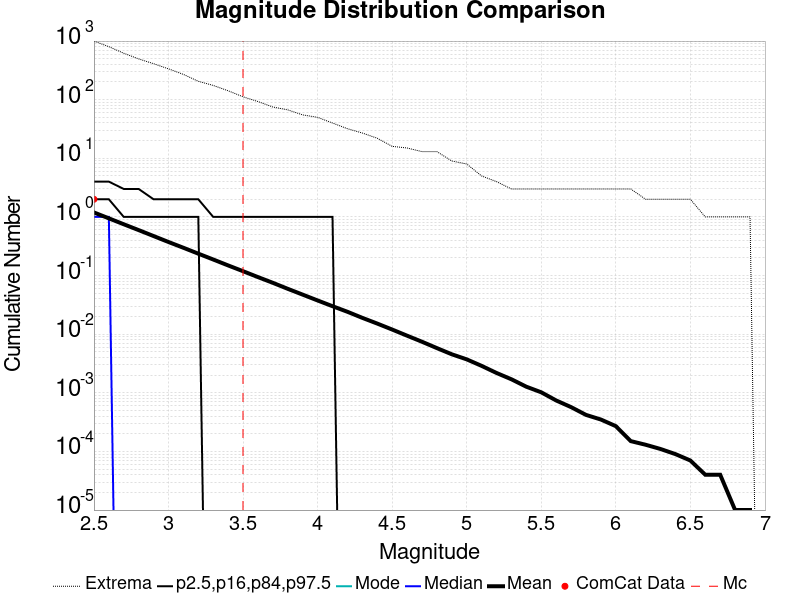 Magnitude Distribution Comparison
10^3
10^2
10^1
10^0
10^-1
10^-2
10^-3
10^-4
10^-5
Cumulative Number
2.5 3 3.5 4 4.5 5 5.5 6 6.5 7
Magnitude
Extrema p2.5,p16,p84,p97.5 Mode Median Mean ComCat Data Mc